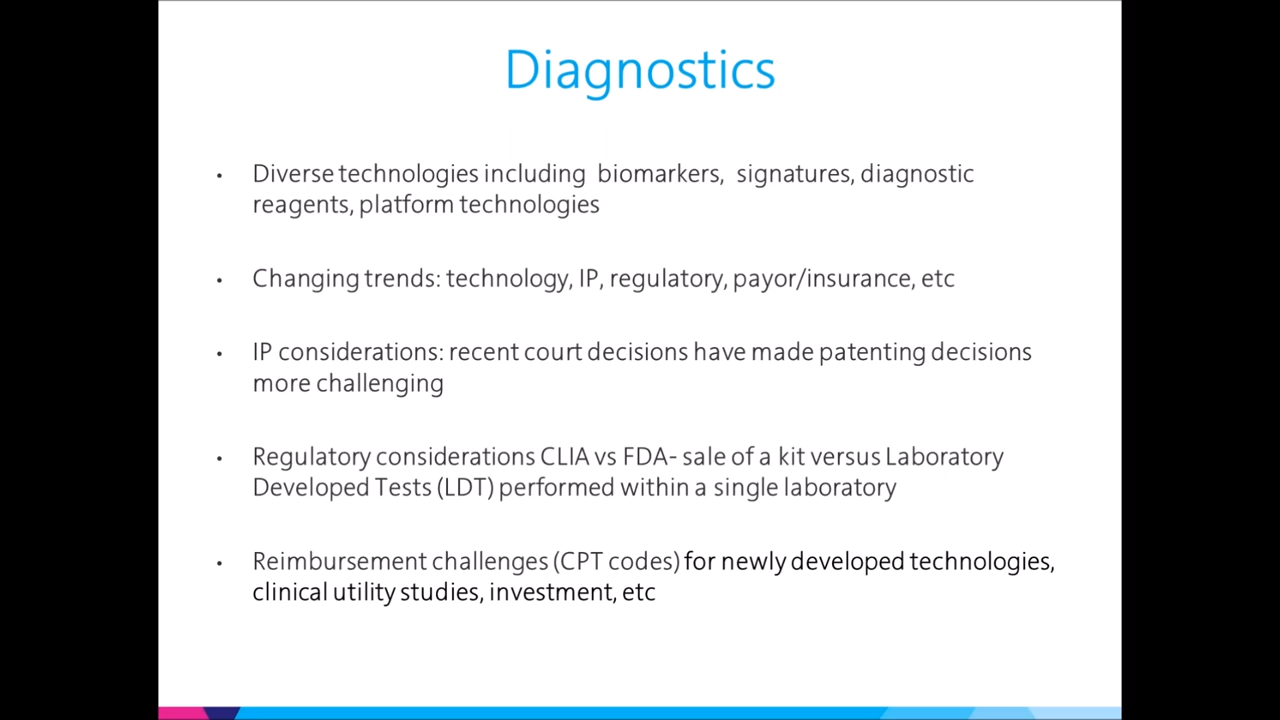 Diagnostics
• Diverse technologies including biomarkers, signatures, diagnostic
reagents, platform technologies
• Changing trends: technology, IP, regulatory, payor/insurance, etc
• IP considerations: recent court decisions have made patenting decisions
more challenging
• Regulatory considerations CLIA vs FDA- sale of a kit versus Laboratory
Developed Tests (LDT) performed within a single laboratory
• Reimbursement challenges (CPT codes) for newly developed technologies,
clinical utility studies, investment, etc